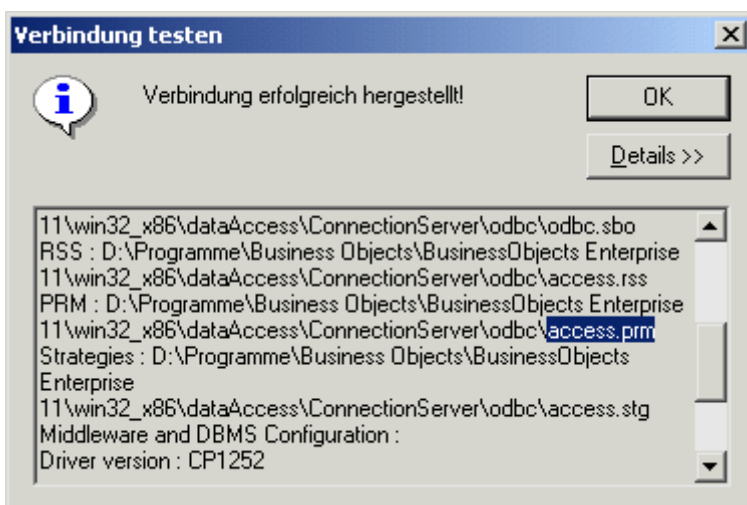 Verbindung testen
Verbindung erfolgreich hergestellt!
OK
Details >>
11\win32_x86\dataAccess\ConnectionServer\odbc\odbc.sbo
RSS : D:\Programme\Business Objects\BusinessObjects Enterprise
11\win32_x86\dataAccess\ConnectionServer\odbc\access.rss
PRM : D:\Programme\Business Objects\BusinessObjects Enterprise
11\win32_x86\dataAccess\ConnectionServer\odbc\access.prm
Strategies : D:\Programme\Business Objects\BusinessObjects
Enterprise
11\win32_x86\dataAccess\ConnectionServer\odbc\access.stg
Middleware and DBMS Configuration :
Driver version : CP1252